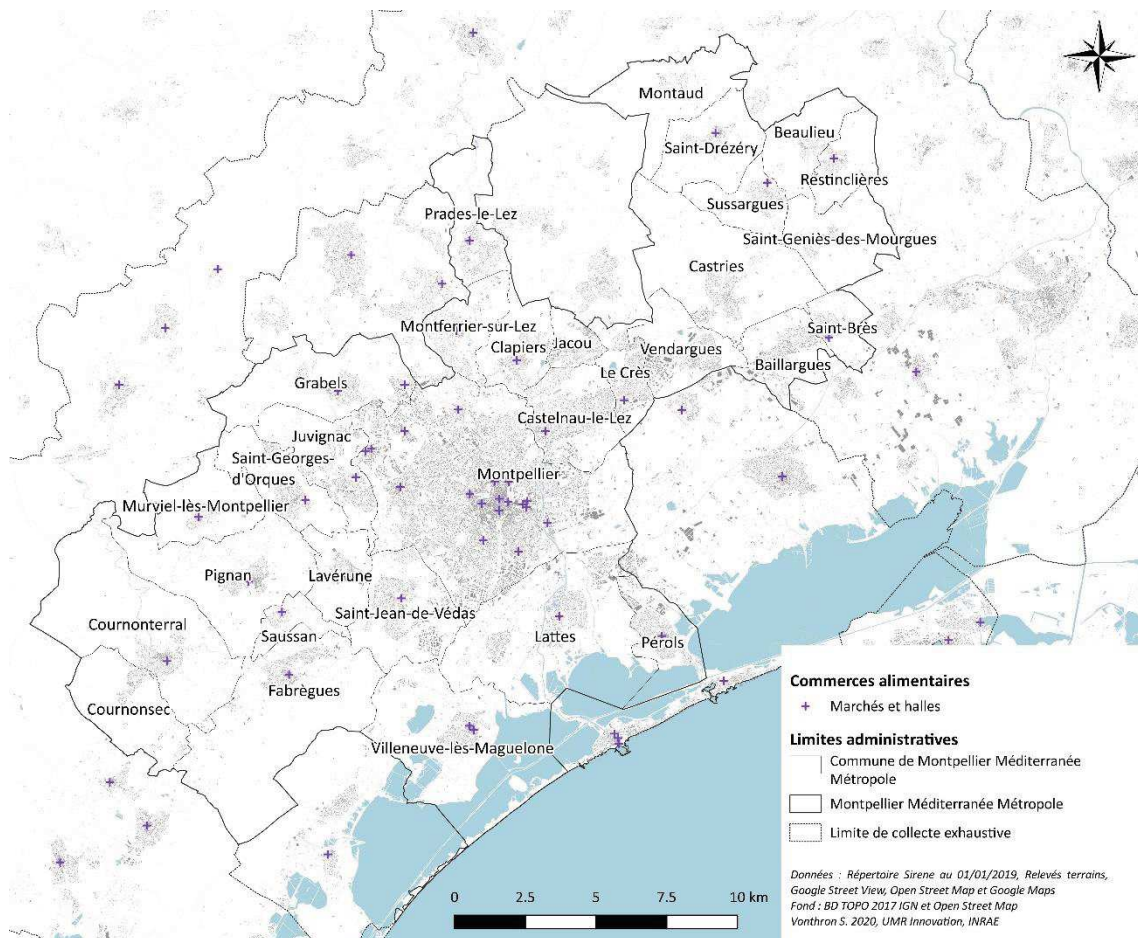 Montaud
Beaulieu
Saint-Drézéry
Restinclières
Sussargues
Prades-le-Lez
Saint-Geniès-des-Mourgues
Castries
Montferrier-sur-Lez
Saint-Brès
Jacou
Clapiers
Vendargues
Baillargues
Le Crès
Grabels
Castelnau-le-Lez
Juvignac
Saint-Georges-
d'Orques
Montpellier
Murviel-lès-Montpellier
Pignan
Lavérune
Saint-Jean-de-Védas
Cournonterral
Saussan
Lattes
Pérols
Fabrègues
Cournonsec
Villeneuve-lès-Maguelone
Commerces alimentaires
Marchés et halles
Limites administratives
Commune de Montpellier Méditerranée
Métropole
Montpellier Méditerranée Métropole
Limite de collecte exhaustive
Données : Répertoire Sirene au 01/01/2019, Relevés terrains,
Google Street View, Open Street Map et Google Maps
Fond : BD TOPO 2017 IGN et Open Street Map
Vonthron S. 2020, UMR Innovation, INRAE
0 2.5 5 7.5 10 km